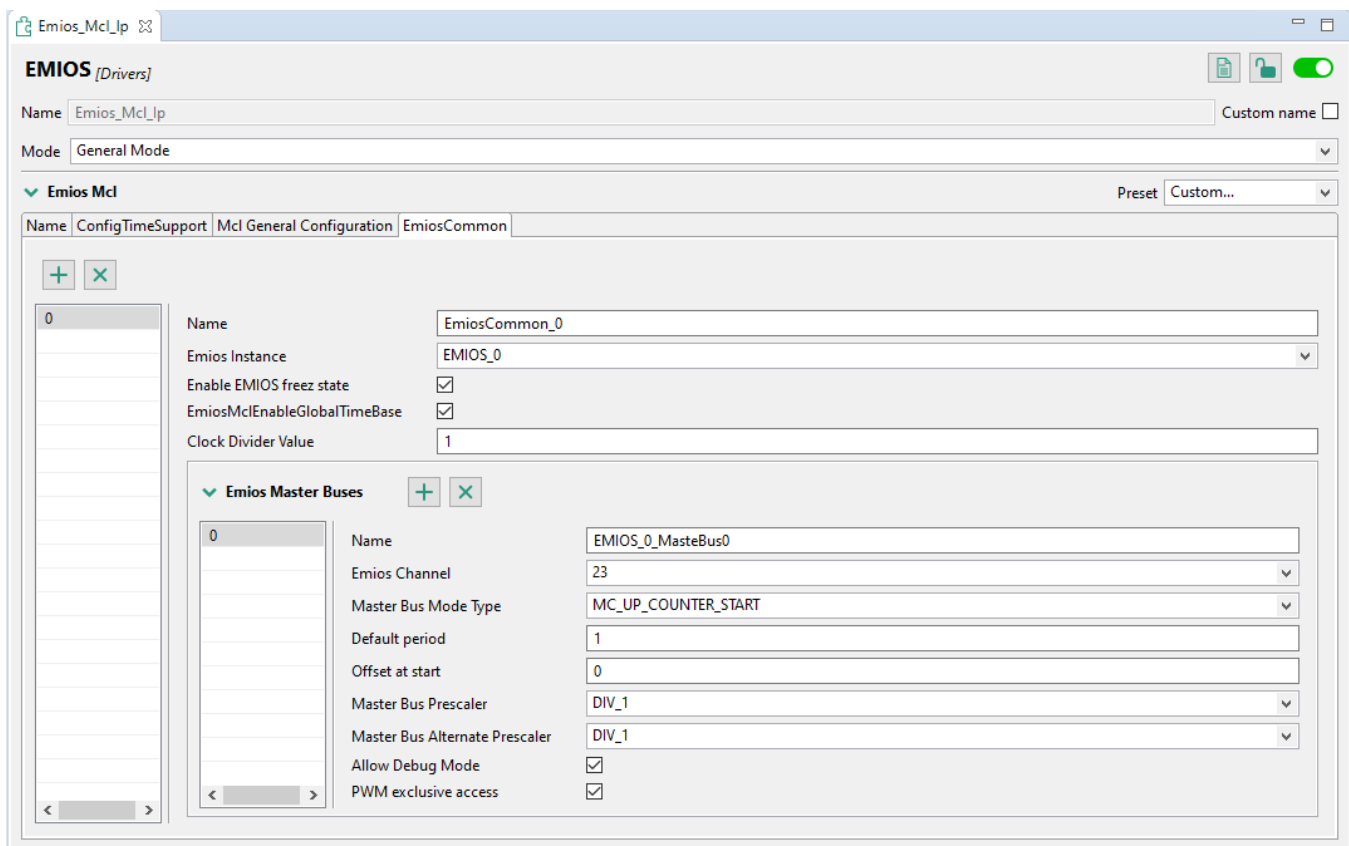 Emios_Mcl_Ip
EMIOS [Drivers]
Name Emios_Mcl_Ip Custom name
Mode General Mode
Emios Mcl Preset Custom...
Name ConfigTimeSupport Mcl General Configuration EmiosCommon
0
Name EmiosCommon_0
Emios Instance EMIOS_0
Enable EMIOS freez state
EmiosMclEnableGlobalTimeBase
Clock Divider Value 1
Emios Master Buses
0
Name EMIOS_0_MasteBus0
Emios Channel 23
Master Bus Mode Type MC_UP_COUNTER_START
Default period 1
Offset at start 0
Master Bus Prescaler DIV_1
Master Bus Alternate Prescaler DIV_1
Allow Debug Mode
PWM exclusive access